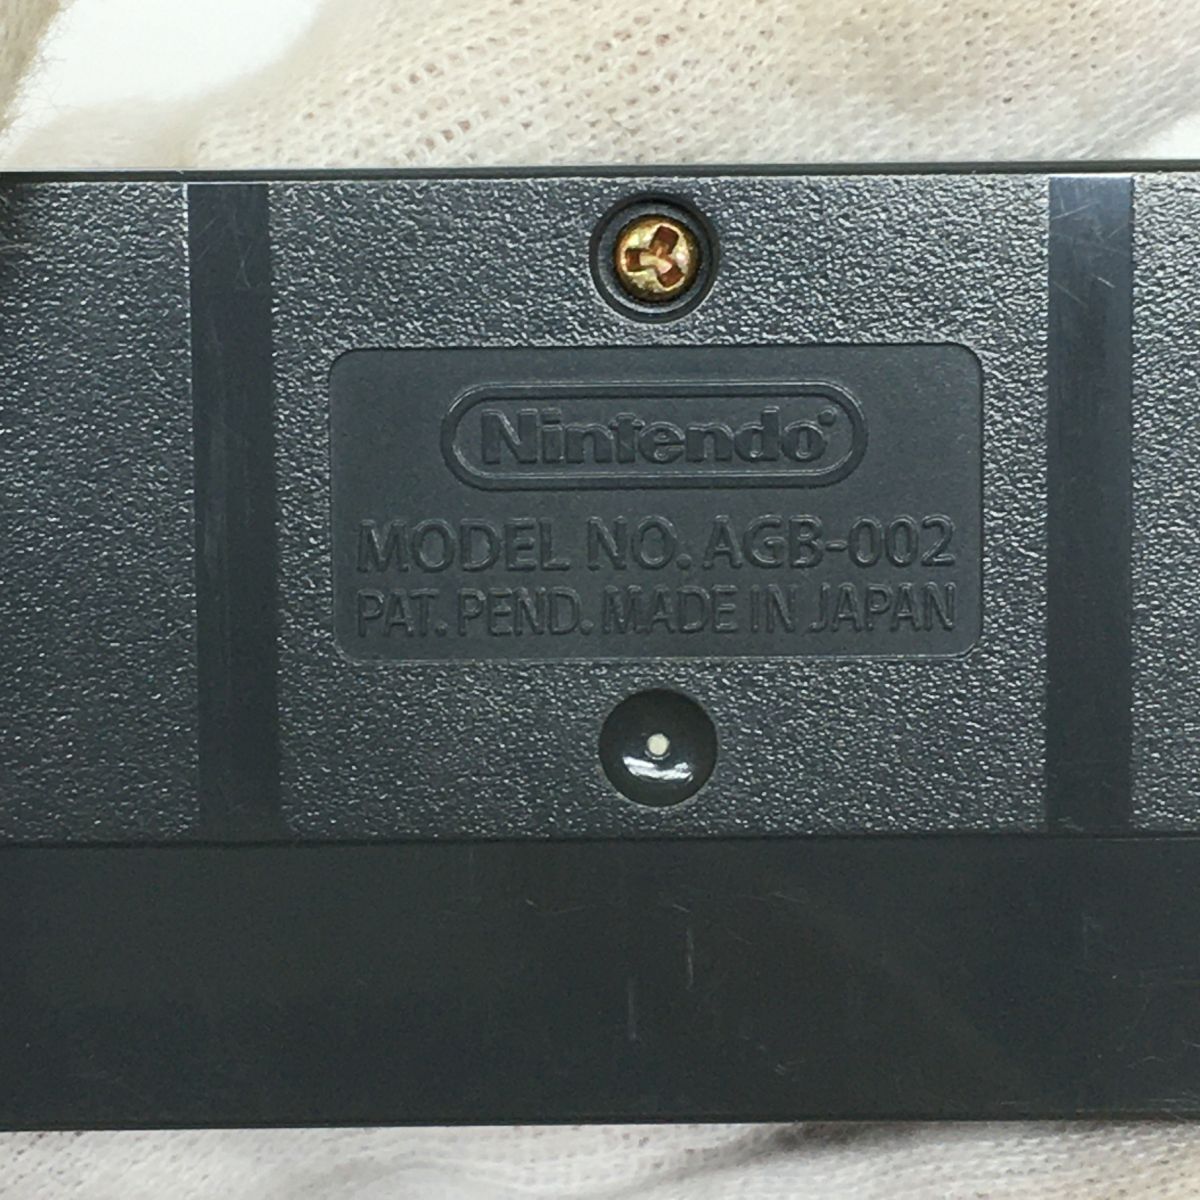 Nintendo
MODEL NO. AGB-002
PAT. PEND. MADE IN JAPAN